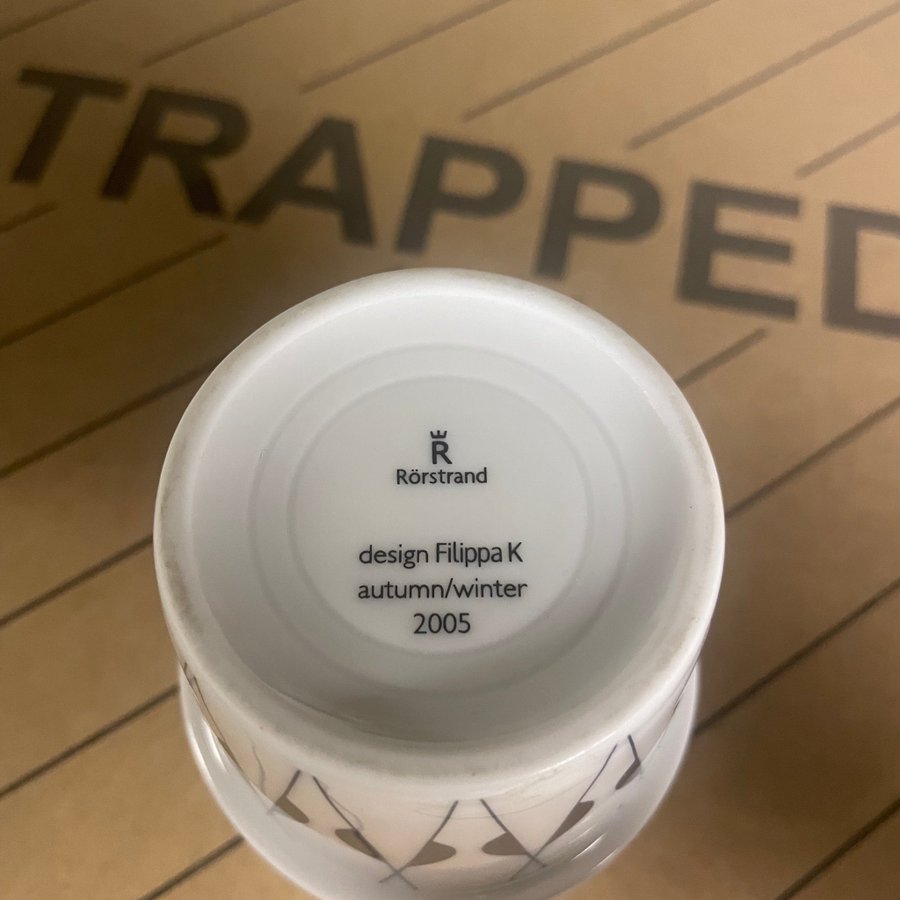 TRAPPED
R
Rörstrand
design Filippa K
autumn/winter
2005